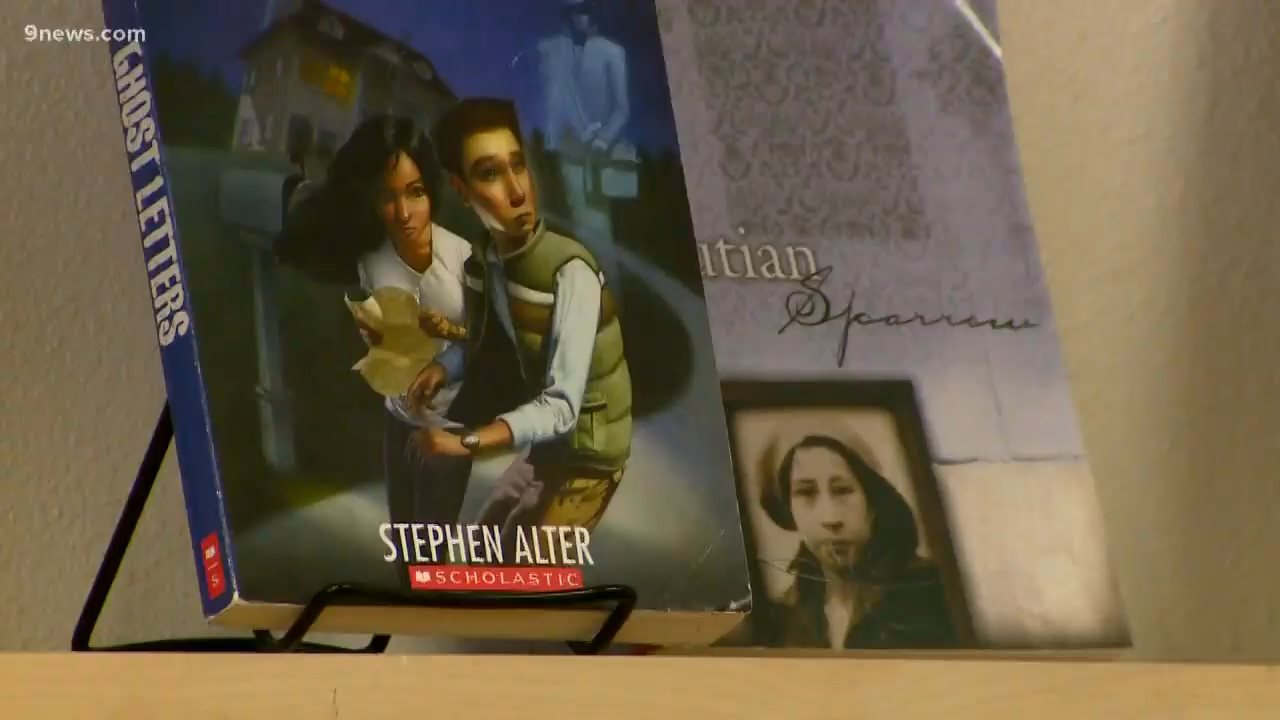 9news.com
GHOST LETTERS
utian
Sparrow
STEPHEN ALTER
SCHOLASTIC